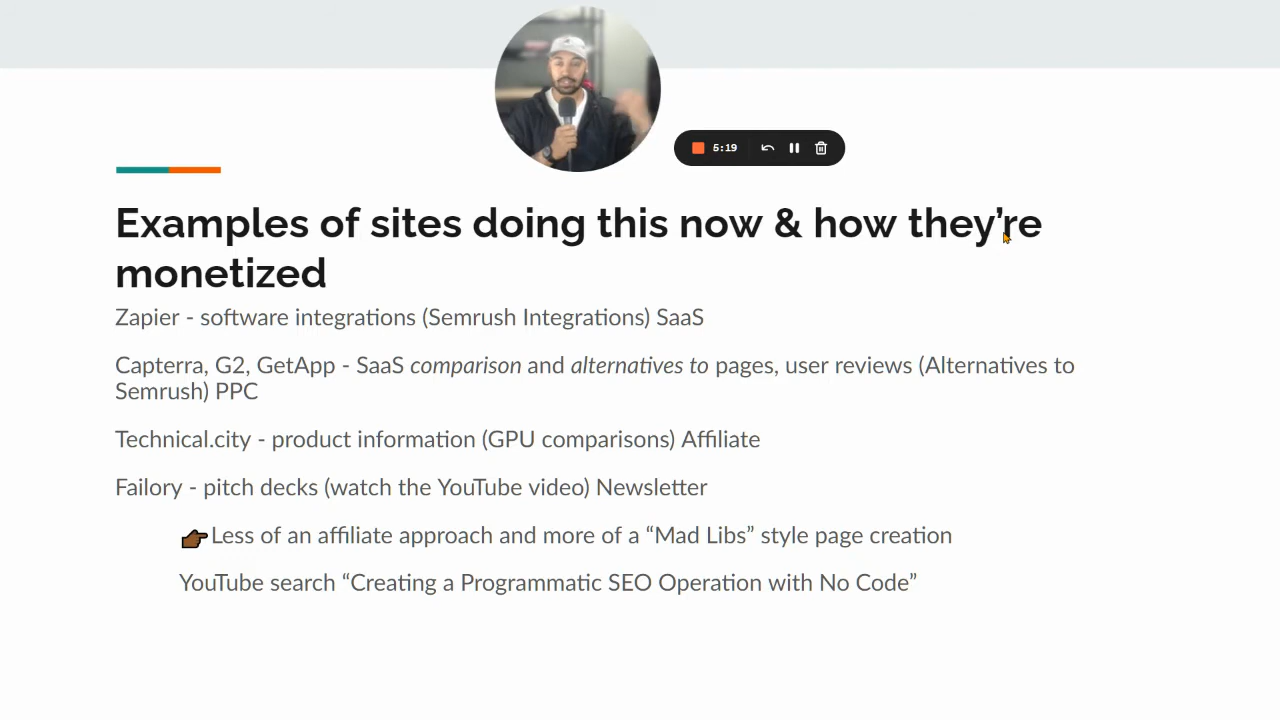 5:19
Examples of sites doing this now & how they’re
monetized
Zapier - software integrations (Semrush Integrations) SaaS
Capterra, G2, GetApp - SaaS comparison and alternatives to pages, user reviews (Alternatives to
Semrush) PPC
Technical.city - product information (GPU comparisons) Affiliate
Failory - pitch decks (watch the YouTube video) Newsletter
👉Less of an affiliate approach and more of a “Mad Libs” style page creation
YouTube search “Creating a Programmatic SEO Operation with No Code”